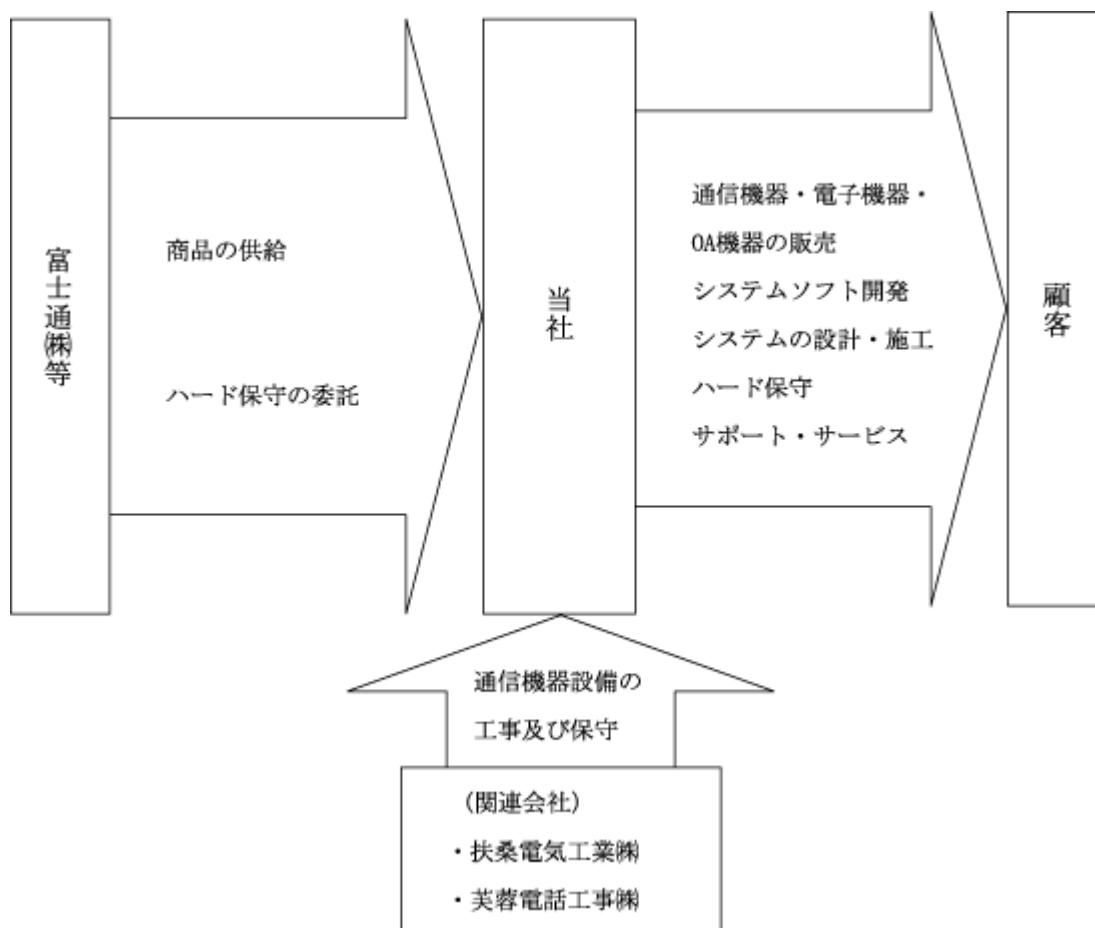 富士通㈱等
商品の供給
ハード保守の委託
当社
通信機器・電子機器・
OA機器の販売
システムソフト開発
システムの設計・施工
ハード保守
サポート・サービス
顧客
通信機器設備の
工事及び保守
(関連会社)
・扶桑電気工業㈱
・芙蓉電話工事㈱